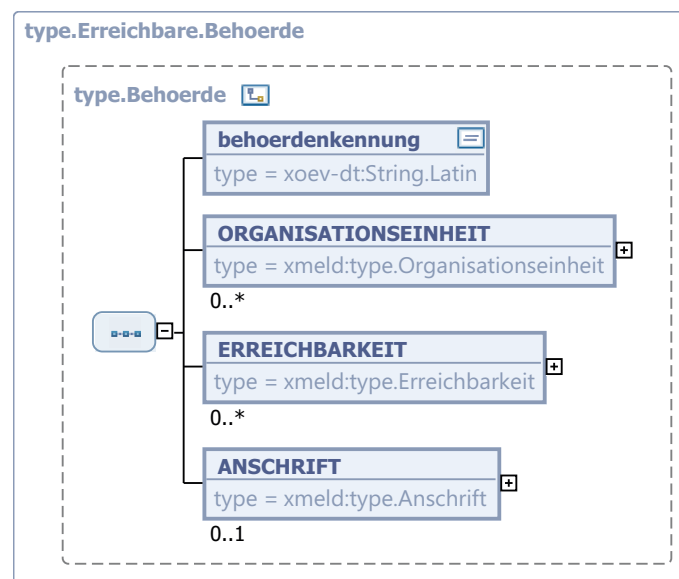 type.Erreichbare.Behoerde
type.Behoerde
behoerdenkennung
type = xoev-dt:String.Latin
ORGANISATIONSEINHEIT
type = xmeld:type.Organisationseinheit
0..*
ERREICHBARKEIT
type = xmeld:type.Erreichbarkeit
0..*
ANSCHRIFT
type = xmeld:type.Anschrift
0..1